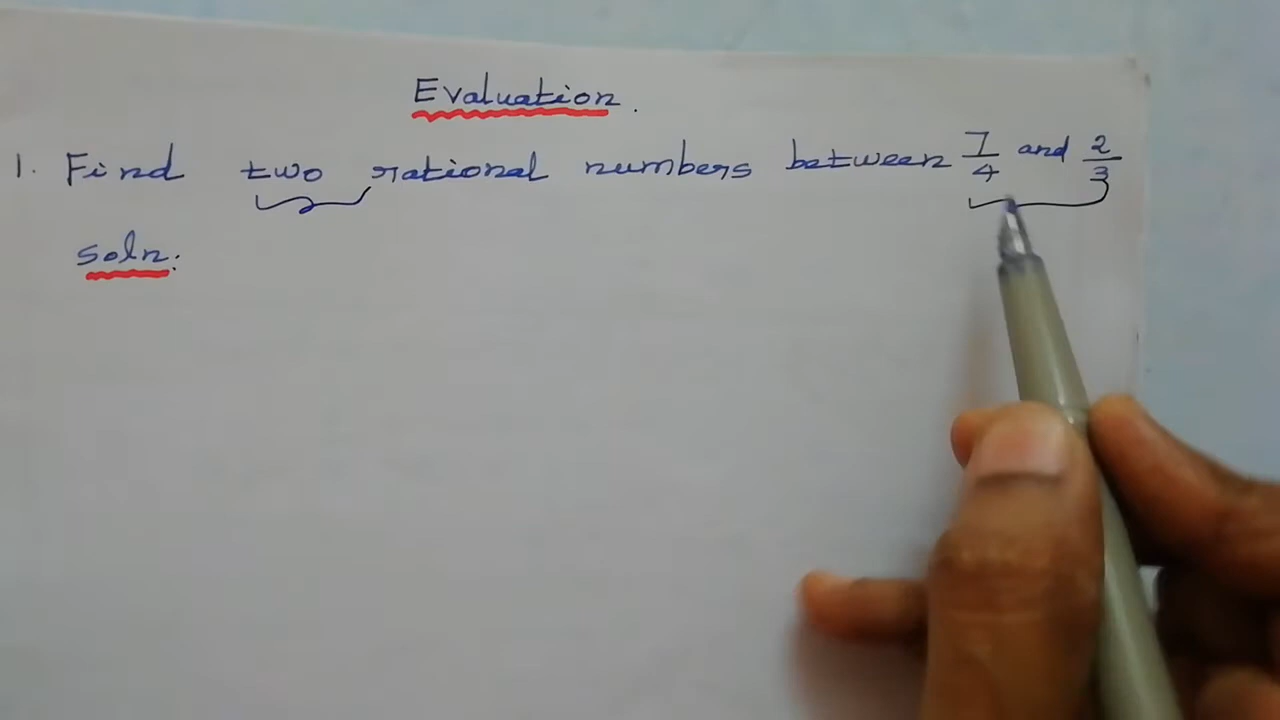 Evaluation.
1. Find two rational numbers between 7/4 and 2/3
Soln: